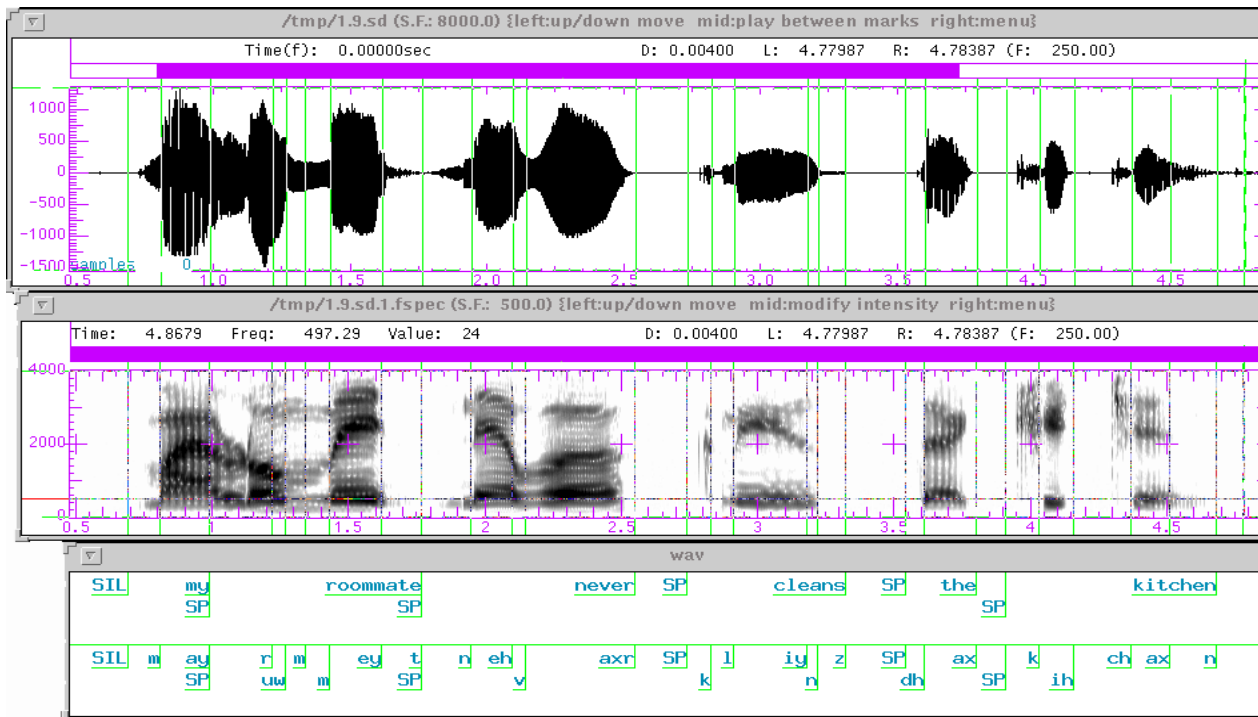 /tmp/1.9.sd (S.F.: 8000.0) {left:up/down move mid:play between marks right:menu}
Time(f): 0.00000sec D: 0.00400 L: 4.77987 R: 4.78387 (F: 250.00)
1000
500
0
-500
-1000
-1500
samples 0
0.5 1.0 1.5 2.0 2.5 3.0 3.5 4.0 4.5
/tmp/1.9.sd.1.fspec (S.F.: 500.0) {left:up/down move mid:modify intensity right:menu}
Time: 4.8679 Freq: 497.29 Value: 24 D: 0.00400 L: 4.77987 R: 4.78387 (F: 250.00)
4000
2000
0
0.5 1 1.5 2 2.5 3 3.5 4 4.5
wav
SIL my roommate never SP cleans SP the kitchen
SP SP SP
SIL m ay r m ey t n eh axr SP l iy z SP ax k ch ax n
SP uw m SP v k n dh SP ih